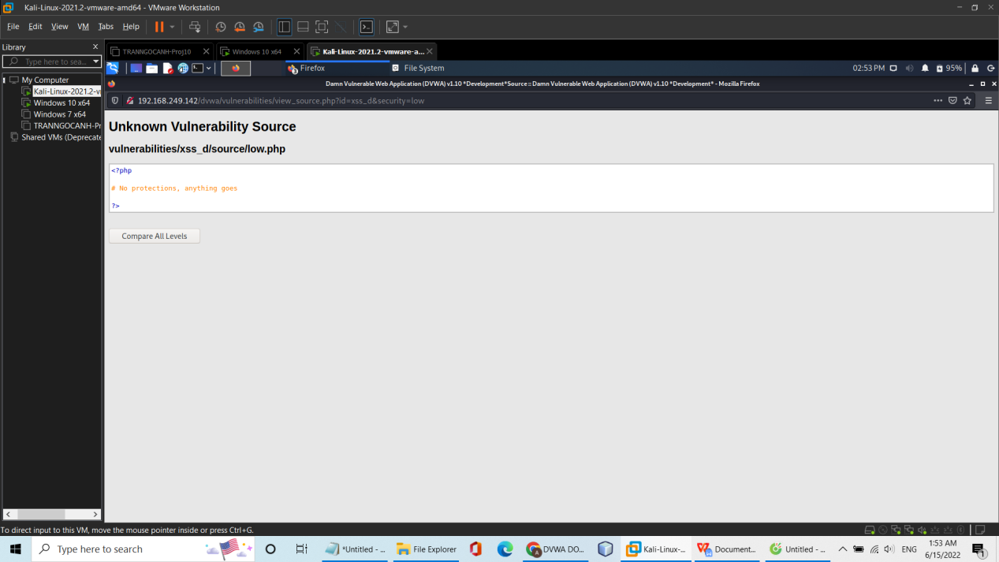 Kali-Linux-2021.2-vmware-amd64 - VMware Workstation
File Edit View VM Tabs Help
Library X
Type here to sea...
TRANNGOCANH-Proj10
Windows 10 x64
Kali-Linux-2021.2-vmware-a...
My Computer
Kali-Linux-2021.2-v
Windows 10 x64
Windows 7 x64
TRANNGOCANH-Pr
Shared VMs (Deprecate
3 Firefox
File System
02:53 PM
95%
Damn Vulnerable Web Application (DVWA) v1.10 *Development*Source :: Damn Vulnerable Web Application (DVWA) v1.10 *Development* - Mozilla Firefox
192.168.249.142/dvwa/vulnerabilities/view_source.php?id=xss_d&security=low
Unknown Vulnerability Source
vulnerabilities/xss_d/source/low.php
<?php
# No protections, anything goes
?>
Compare All Levels
To direct input to this VM, move the mouse pointer inside or press Ctrl+G.
Type here to search
*Untitled - ...
File Explorer
DVWA DO...
Kali-Linux-...
Document...
Untitled - ...
ENG
1:53 AM
6/15/2022
1